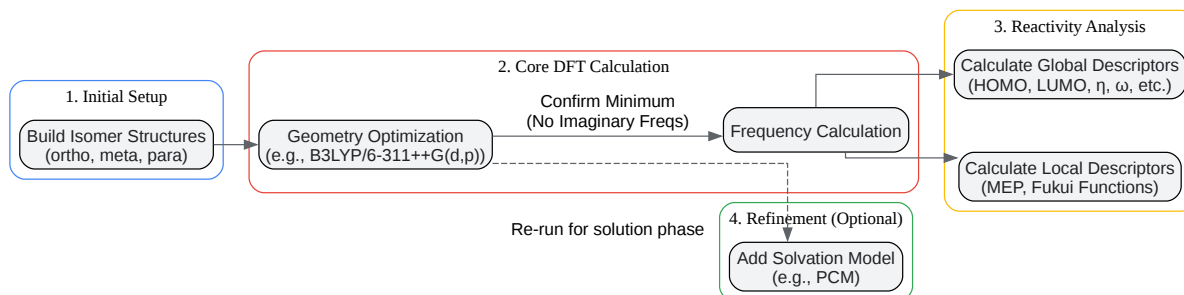 1. Initial Setup
Build Isomer Structures
(ortho, meta, para)
2. Core DFT Calculation
Geometry Optimization
(e.g., B3LYP/6-311++G(d,p))
Confirm Minimum
(No Imaginary Freqs)
Frequency Calculation
3. Reactivity Analysis
Calculate Global Descriptors
(HOMO, LUMO, η, ω, etc.)
Calculate Local Descriptors
(MEP, Fukui Functions)
Re-run for solution phase
4. Refinement (Optional)
Add Solvation Model
(e.g., PCM)